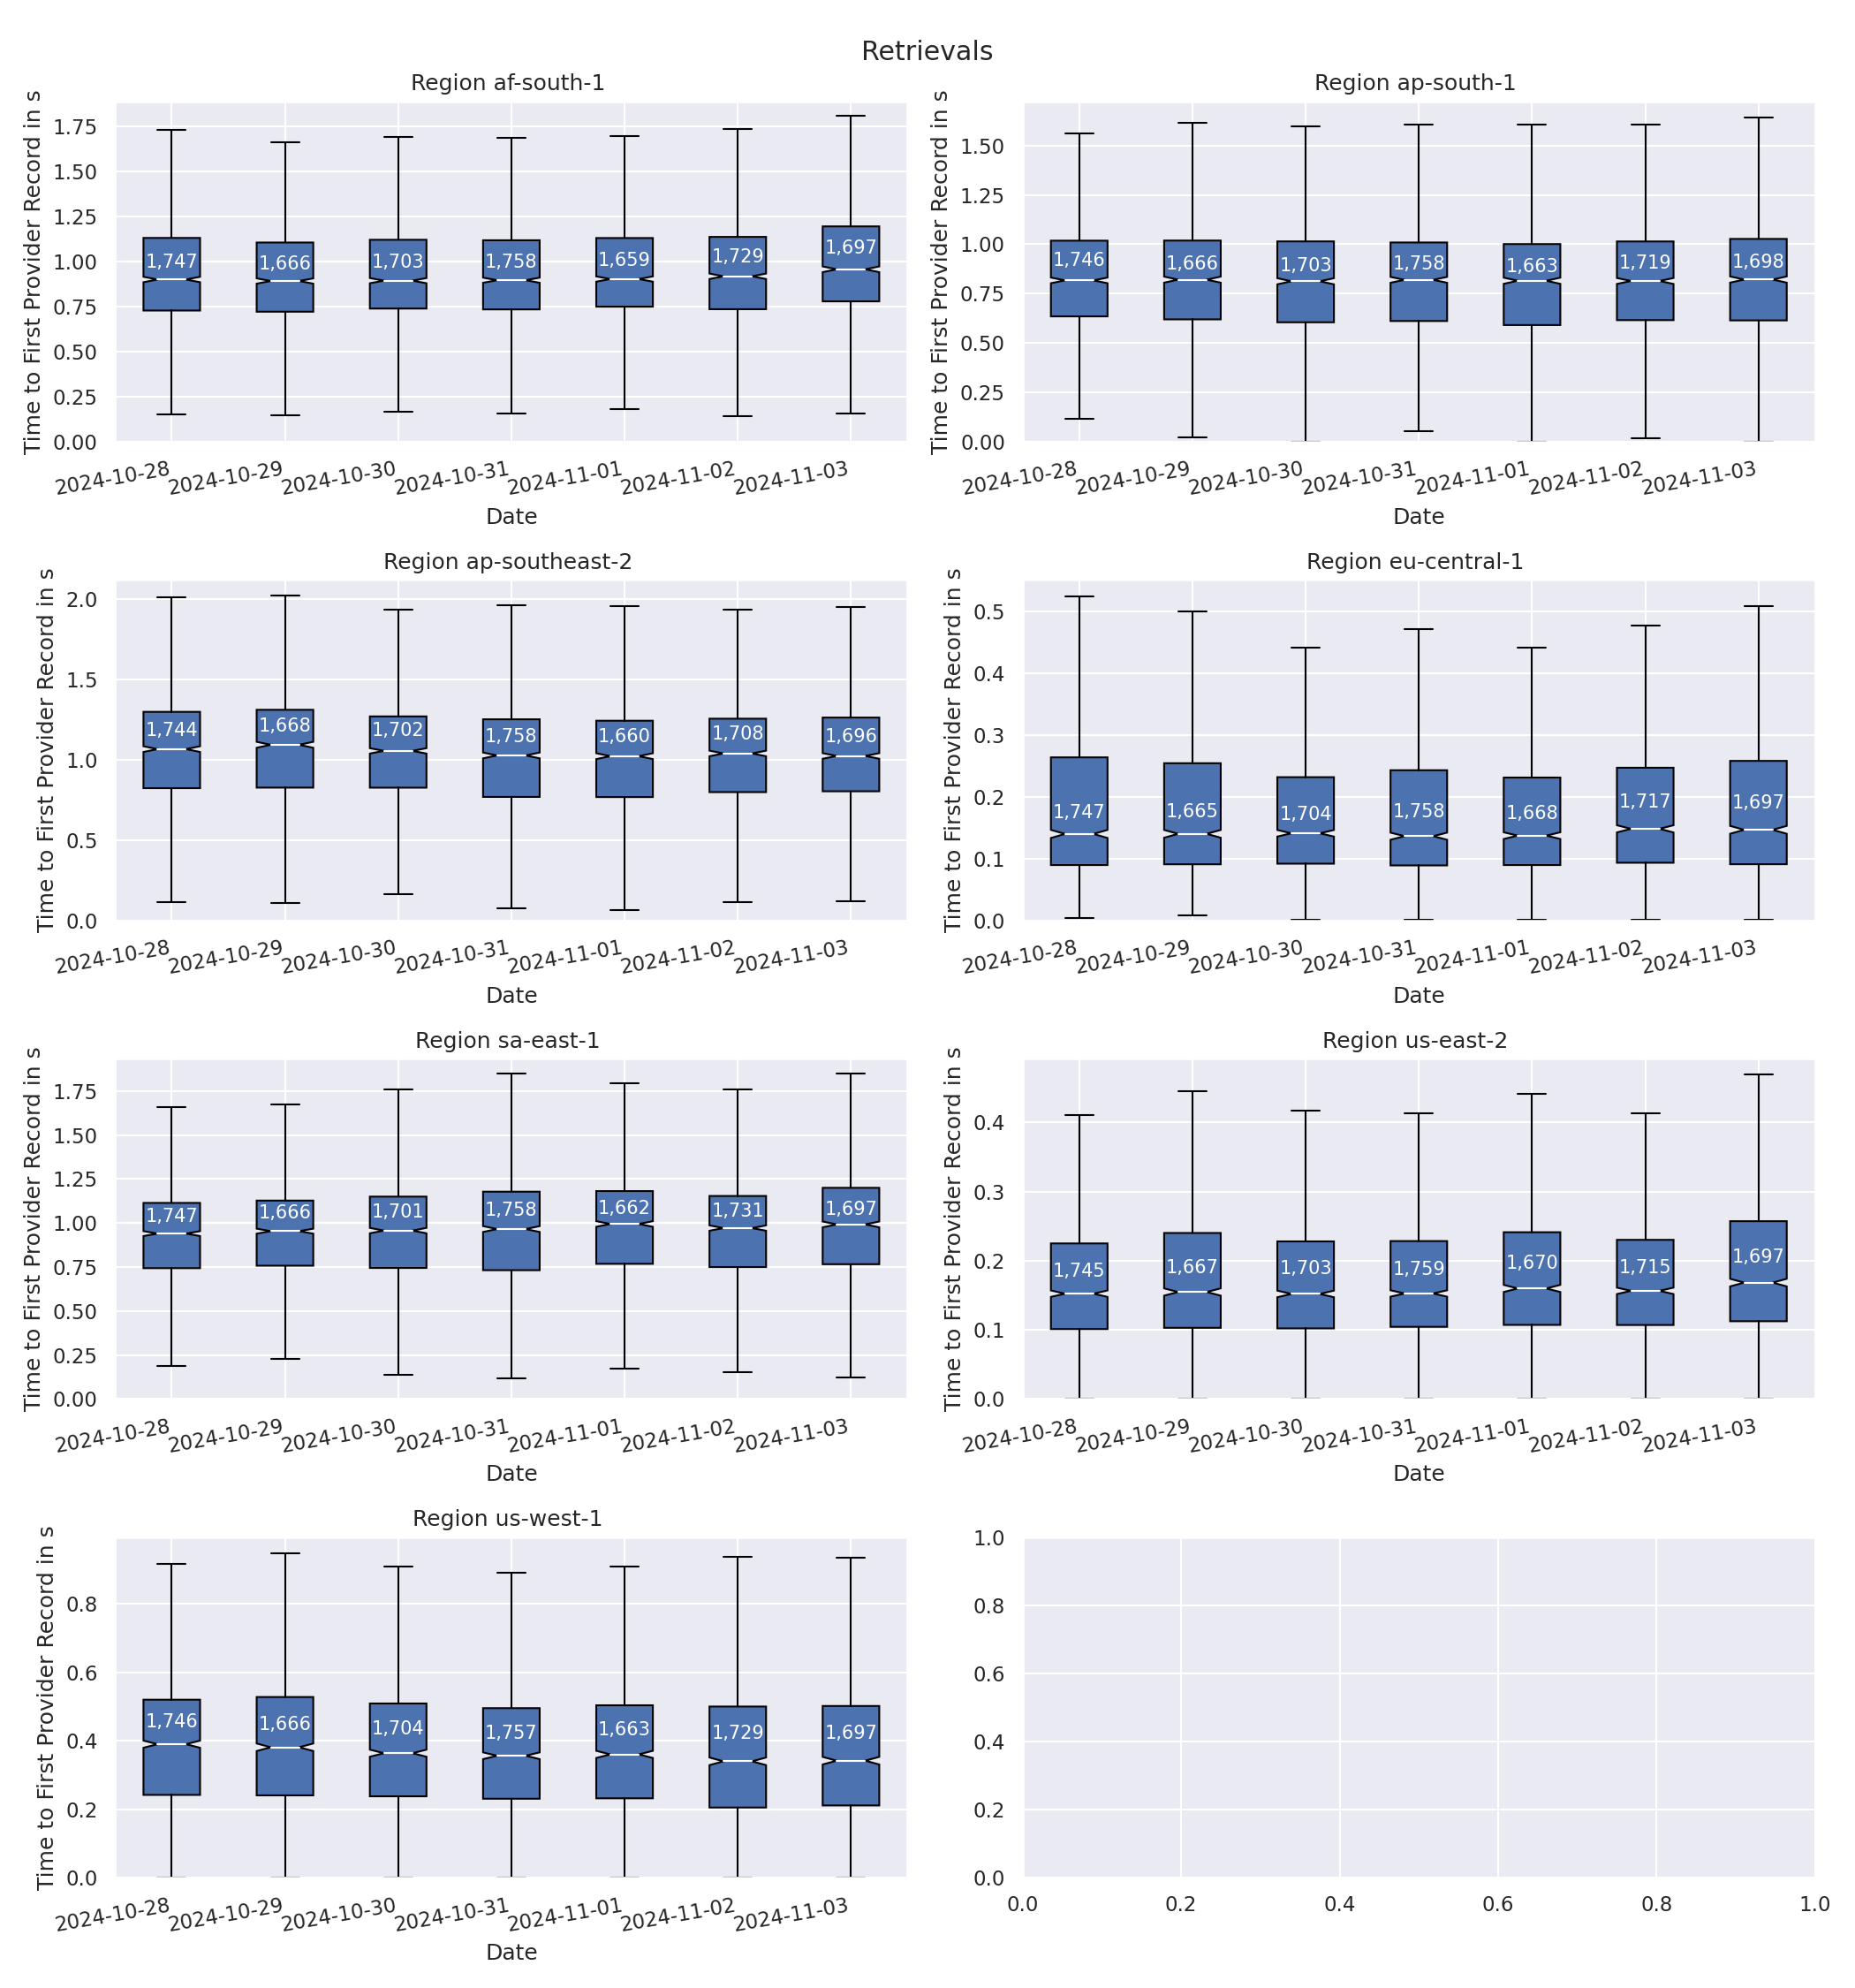 Retrievals
Region af-south-1
Time to First Provider Record in s
1.75
1.50
1.25
1.00
0.75
0.50
0.25
0.00
1,747 1,666 1,703 1,758 1,659 1,729 1,697
2024-10-28 2024-10-29 2024-10-30 2024-10-31 2024-11-01 2024-11-02 2024-11-03
Date
Region ap-south-1
Time to First Provider Record in s
1.50
1.25
1.00
0.75
0.50
0.25
0.00
1,746 1,666 1,703 1,758 1,663 1,719 1,698
2024-10-28 2024-10-29 2024-10-30 2024-10-31 2024-11-01 2024-11-02 2024-11-03
Date
Region ap-southeast-2
Time to First Provider Record in s
2.0
1.5
1.0
0.5
0.0
1,744 1,668 1,702 1,758 1,660 1,708 1,696
2024-10-28 2024-10-29 2024-10-30 2024-10-31 2024-11-01 2024-11-02 2024-11-03
Date
Region eu-central-1
Time to First Provider Record in s
0.5
0.4
0.3
0.2
0.1
0.0
1,747 1,665 1,704 1,758 1,668 1,717 1,697
2024-10-28 2024-10-29 2024-10-30 2024-10-31 2024-11-01 2024-11-02 2024-11-03
Date
Region sa-east-1
Time to First Provider Record in s
1.75
1.50
1.25
1.00
0.75
0.50
0.25
0.00
1,747 1,666 1,701 1,758 1,662 1,731 1,697
2024-10-28 2024-10-29 2024-10-30 2024-10-31 2024-11-01 2024-11-02 2024-11-03
Date
Region us-east-2
Time to First Provider Record in s
0.4
0.3
0.2
0.1
0.0
1,745 1,667 1,703 1,759 1,670 1,715 1,697
2024-10-28 2024-10-29 2024-10-30 2024-10-31 2024-11-01 2024-11-02 2024-11-03
Date
Region us-west-1
Time to First Provider Record in s
0.8
0.6
0.4
0.2
0.0
1,746 1,666 1,704 1,757 1,663 1,729 1,697
2024-10-28 2024-10-29 2024-10-30 2024-10-31 2024-11-01 2024-11-02 2024-11-03
Date
1.0
0.8
0.6
0.4
0.2
0.0
0.0 0.2 0.4 0.6 0.8 1.0